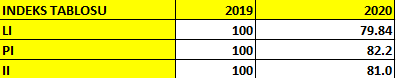 INDEKS TABLOSU 2019 2020
LI 100 79.84
PI 100 82.2
II 100 81.0